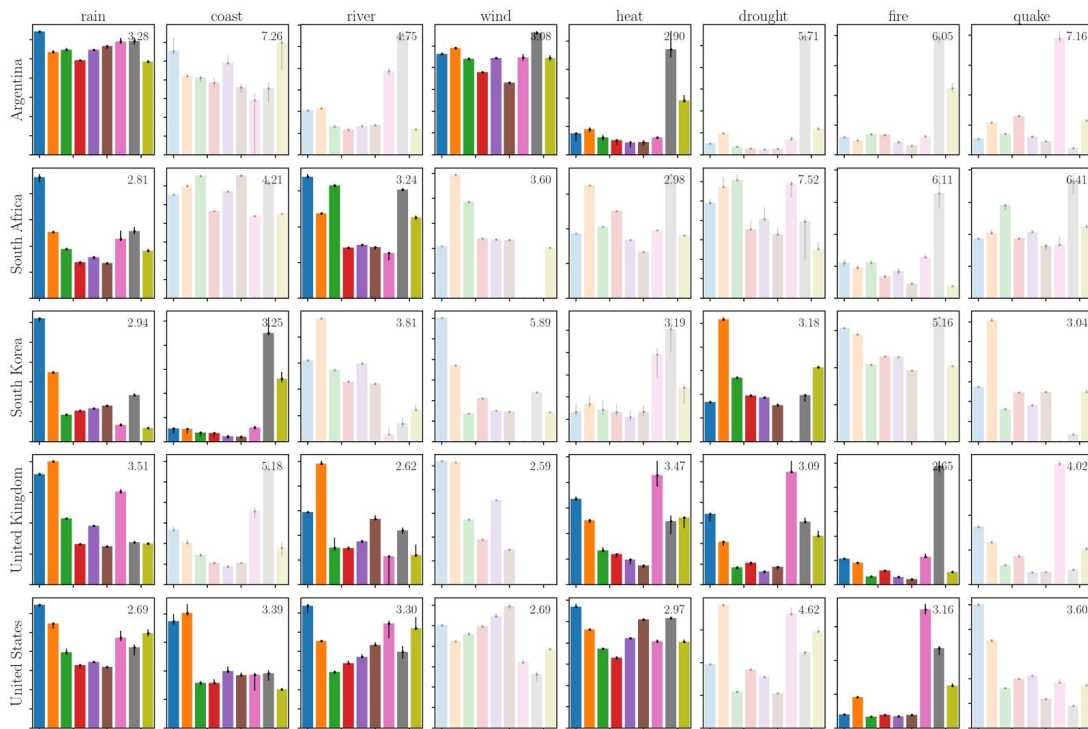 rain coast river wind heat drought fire quake
Argentina 3.28 7.26 4.75 3.08 2.90 5.71 6.05 7.16
South Africa 2.81 4.21 3.24 3.60 2.98 7.52 6.11 6.41
South Korea 2.94 3.25 3.81 5.89 3.19 3.18 5.16 3.04
United Kingdom 3.51 5.18 2.62 2.59 3.47 3.09 2.65 4.02
United States 2.69 3.39 3.30 2.69 2.97 4.62 3.16 3.60